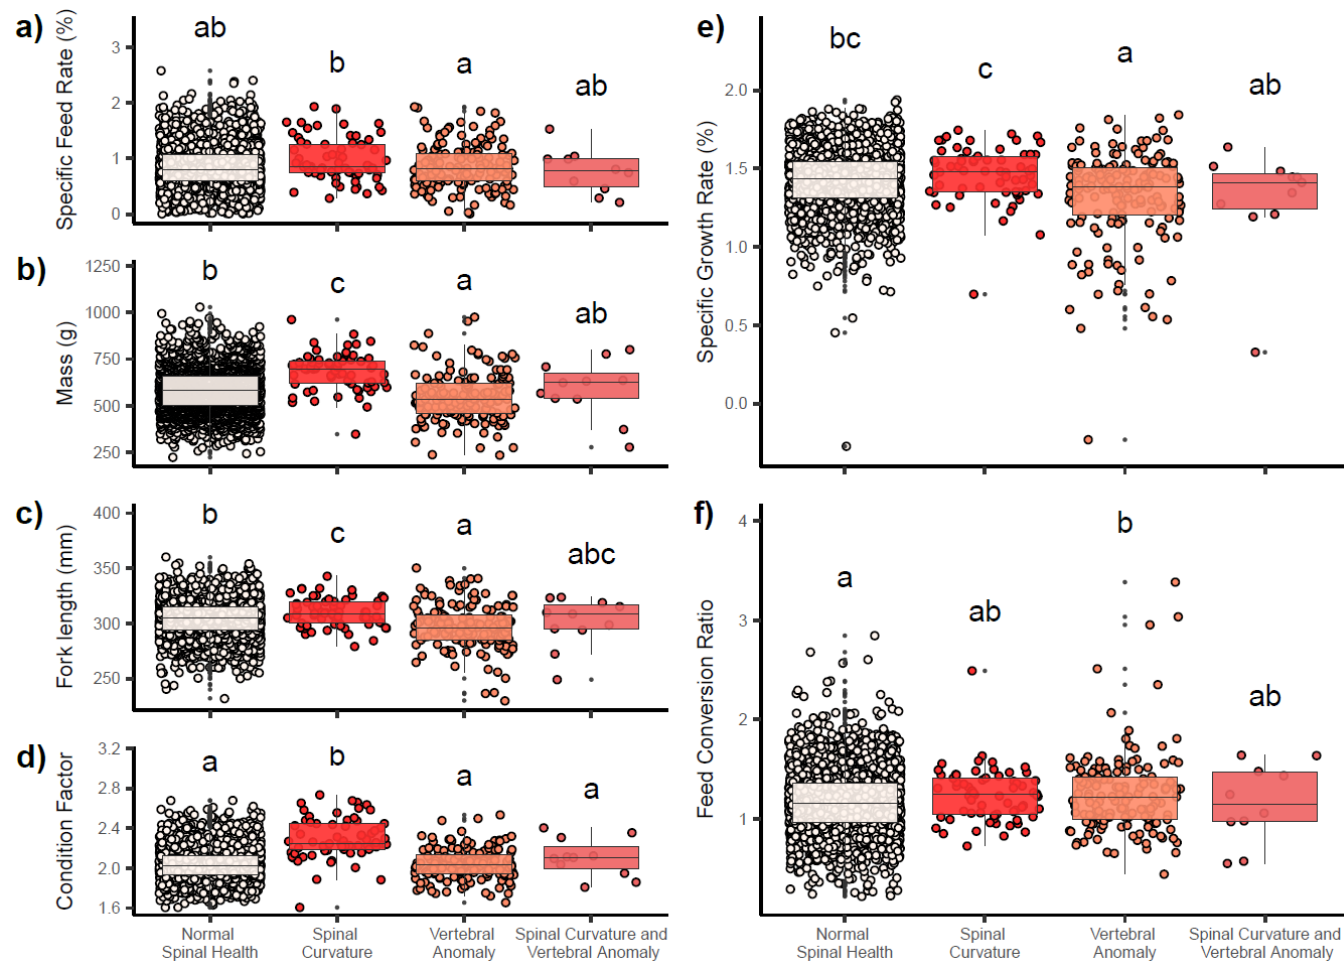 a)
Specific Feed Rate (%)
3
2
1
0
ab
b
a
ab
b)
Mass (g)
1250
1000
750
500
250
b
c
a
ab
c)
Fork length (mm)
400
350
300
250
b
c
a
abc
d)
Condition Factor
3.2
2.8
2.4
2.0
1.6
a
b
a
a
Normal
Spinal Health
Spinal
Curvature
Vertebral
Anomaly
Spinal Curvature and
Vertebral Anomaly
e)
Specific Growth Rate (%)
2.0
1.5
1.0
0.5
0.0
bc
c
a
ab
f)
Feed Conversion Ratio
4
3
2
1
a
ab
b
ab
Normal
Spinal Health
Spinal
Curvature
Vertebral
Anomaly
Spinal Curvature and
Vertebral Anomaly